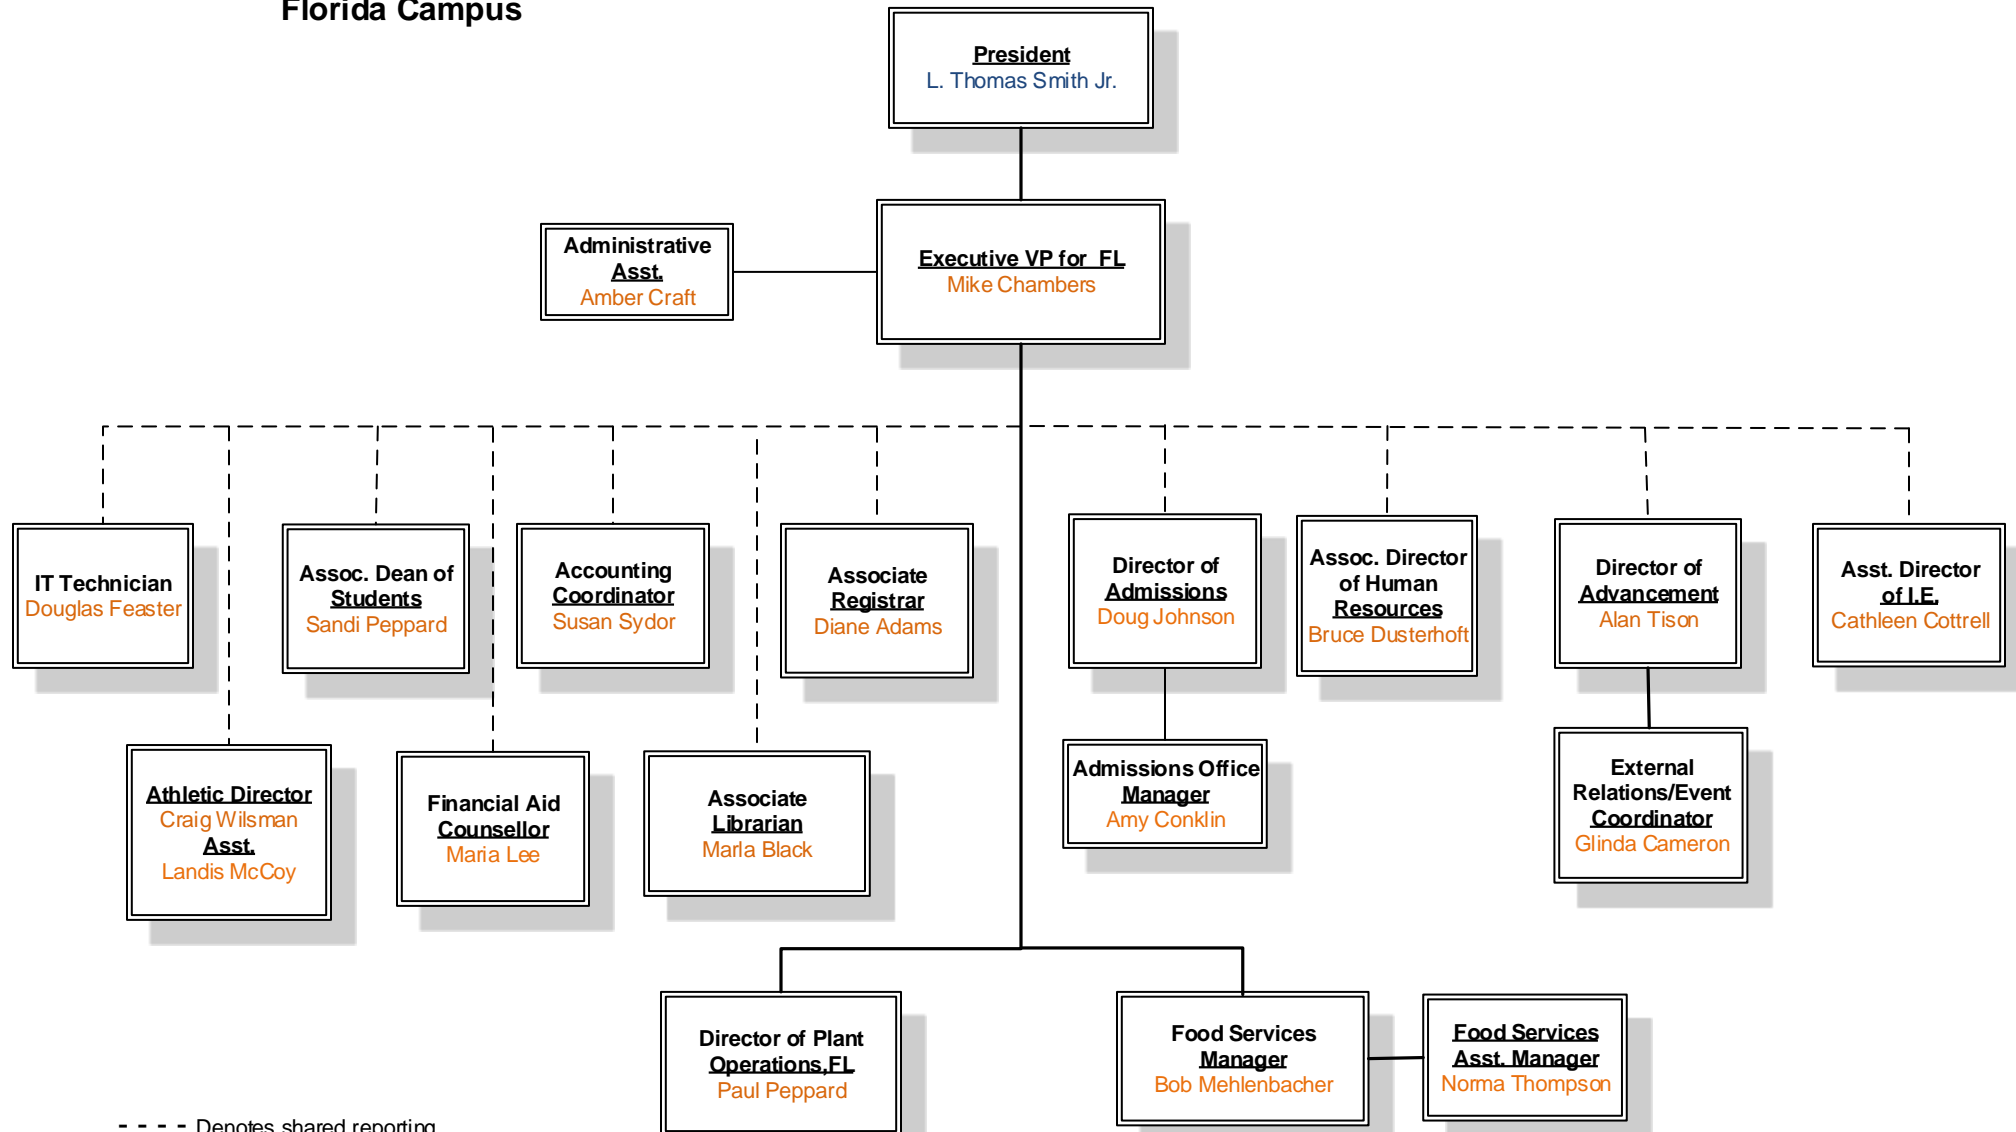 Florida Campus
President
L. Thomas Smith Jr.
Administrative
Asst.
Amber Craft
Executive VP for FL
Mike Chambers
IT Technician
Douglas Feaster
Assoc. Dean of
Students
Sandi Peppard
Accounting
Coordinator
Susan Sydor
Associate
Registrar
Diane Adams
Director of
Admissions
Doug Johnson
Assoc. Director
of Human
Resources
Bruce Dusterhoft
Director of
Advancement
Alan Tison
Asst. Director
of I.E.
Cathleen Cottrell
Athletic Director
Craig Wilsman
Asst.
Landis McCoy
Financial Aid
Counsellor
Maria Lee
Associate
Librarian
Marla Black
Admissions Office
Manager
Amy Conklin
External
Relations/Event
Coordinator
Glinda Cameron
Director of Plant
Operations,FL
Paul Peppard
Food Services
Manager
Bob Mehlenbacher
Food Services
Asst. Manager
Norma Thompson
- - - - Denotes shared reporting